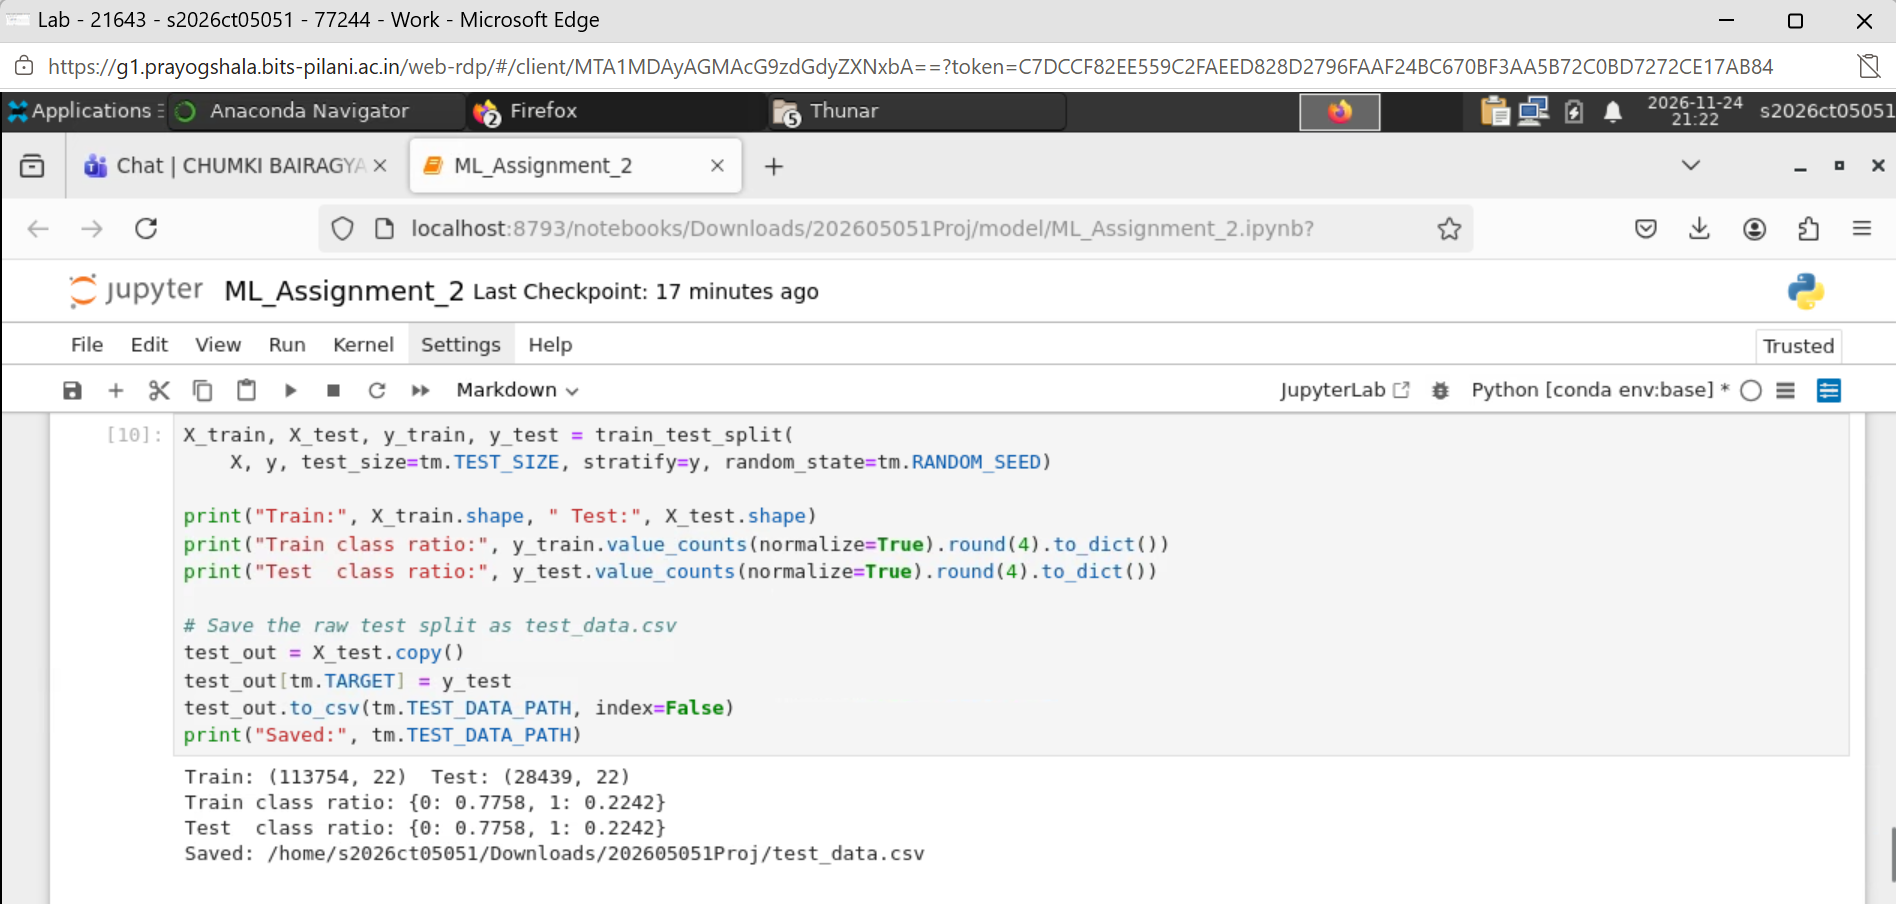 Lab - 21643 - s2026ct05051 - 77244 - Work - Microsoft Edge
https://g1.prayogshala.bits-pilani.ac.in/web-rdp/#/client/MTA1MDAyAGMAcG9zdGdyZXNxbA==?token=C7DCCF82EE559C2FAEED828D2796FAAF24BC670BF3AA5B72C0BD7272CE17AB84
Applications Anaconda Navigator 2 Firefox 5 Thunar 2026-11-24 21:22 s2026ct05051
Chat | CHUMKI BAIRAGYA ML_Assignment_2
localhost:8793/notebooks/Downloads/202605051Proj/model/ML_Assignment_2.ipynb?
jupyter ML_Assignment_2 Last Checkpoint: 17 minutes ago
File Edit View Run Kernel Settings Help Trusted
Markdown JupyterLab Python [conda env:base] *
[10]: X_train, X_test, y_train, y_test = train_test_split(
    X, y, test_size=tm.TEST_SIZE, stratify=y, random_state=tm.RANDOM_SEED)
print("Train:", X_train.shape, " Test:", X_test.shape)
print("Train class ratio:", y_train.value_counts(normalize=True).round(4).to_dict())
print("Test  class ratio:", y_test.value_counts(normalize=True).round(4).to_dict())
# Save the raw test split as test_data.csv
test_out = X_test.copy()
test_out[tm.TARGET] = y_test
test_out.to_csv(tm.TEST_DATA_PATH, index=False)
print("Saved:", tm.TEST_DATA_PATH)
Train: (113754, 22)  Test: (28439, 22)
Train class ratio: {0: 0.7758, 1: 0.2242}
Test  class ratio: {0: 0.7758, 1: 0.2242}
Saved: /home/s2026ct05051/Downloads/202605051Proj/test_data.csv